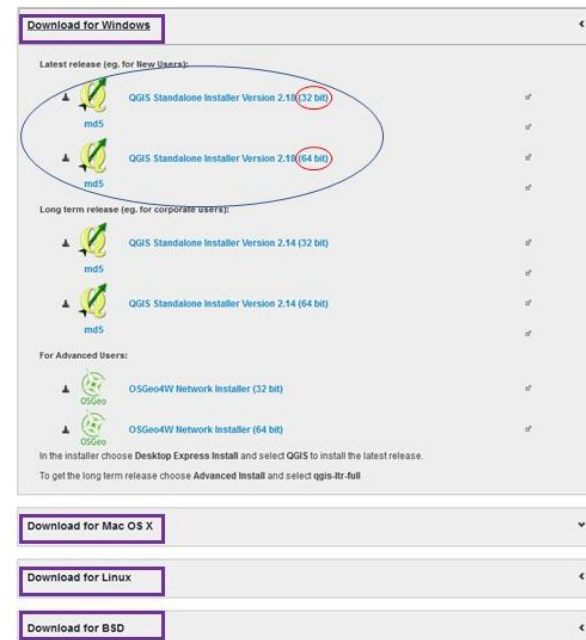 Download for Windows
Latest release (eg. for New Users):
QGIS Standalone Installer Version 2.18 (32 bit)
md5
QGIS Standalone Installer Version 2.18 (64 bit)
md5
Long term release (eg. for corporate users):
QGIS Standalone Installer Version 2.14 (32 bit)
md5
QGIS Standalone Installer Version 2.14 (64 bit)
md5
For Advanced Users:
OSGeo4W Network Installer (32 bit)
OSGeo
OSGeo4W Network Installer (64 bit)
OSGeo
In the installer choose Desktop Express Install and select QGIS to install the latest release.
To get the long term release choose Advanced Install and select qgis-ltr-full
Download for Mac OS X
Download for Linux
Download for BSD